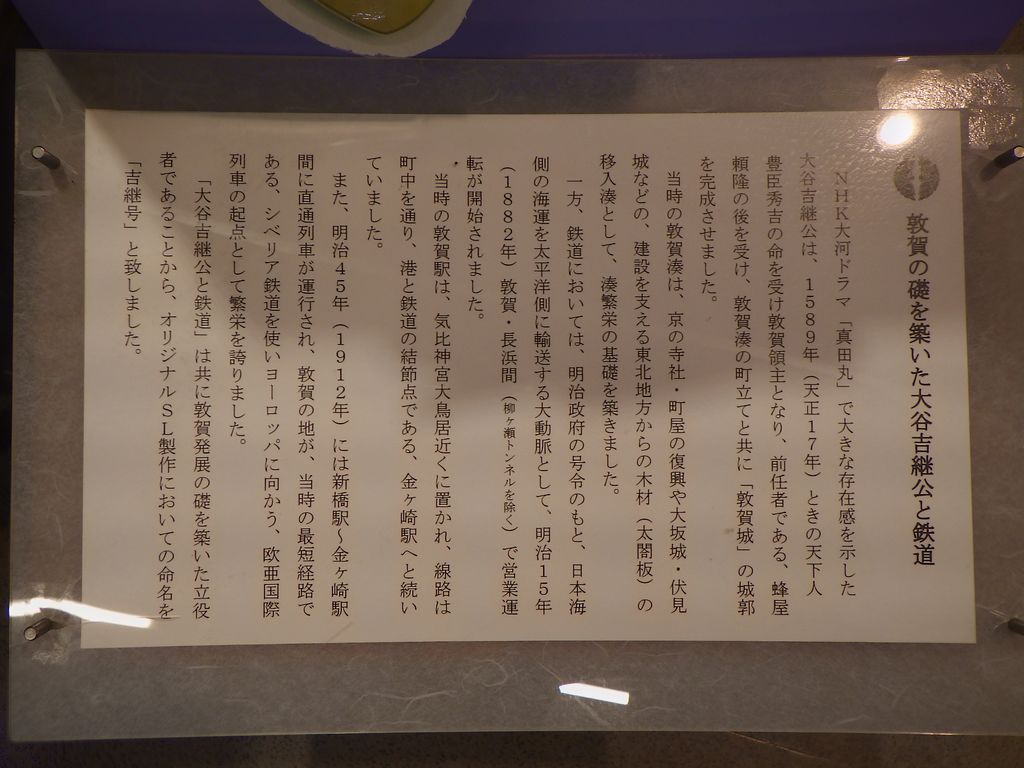 敦賀の礎を築いた大谷吉継公と鉄道
NHK大河ドラマ「真田丸」で大きな存在感を示した
大谷吉継公は、1589年(天正17年)ときの天下人
豊臣秀吉の命を受け敦賀領主となり、前任者である、蜂屋
頼隆の後を受け、敦賀湊の町立てと共に「敦賀城」の城郭
を完成させました。
当時の敦賀湊は、京の寺社・町屋の復興や大坂城・伏見
城などの、建設を支える東北地方からの木材(太閤板)の
移入湊として、湊繁栄の基礎を築きました。
一方、鉄道においては、明治政府の号令のもと、日本海
側の海運を太平洋側に輸送する大動脈として、明治15年
(1882年)敦賀・長浜間(柳ヶ瀬トンネルを除く)で営業運
転が開始されました。
当時の敦賀駅は、気比神宮大鳥居近くに置かれ、線路は
町中を通り、港と鉄道の結節点である、金ヶ崎駅へと続い
ていました。
また、明治45年(1912年)には新橋駅~金ヶ崎駅
間に直通列車が運行され、敦賀の地が、当時の最短経路で
ある、シベリア鉄道を使いヨーロッパに向かう、欧亜国際
列車の起点として繁栄を誇りました。
「大谷吉継公と鉄道」は共に敦賀発展の礎を築いた立役
者であることから、オリジナルSL製作においての命名を
「吉継号」と致しました。